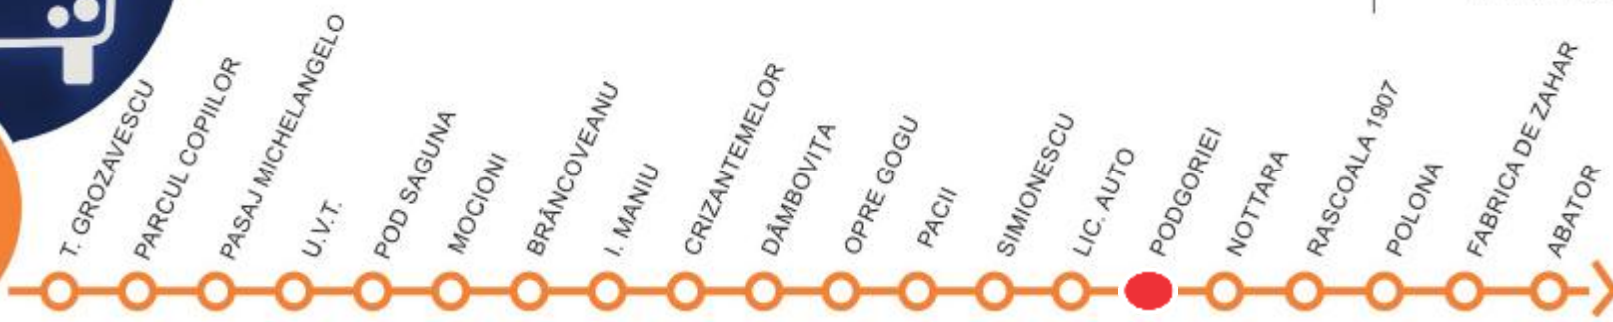 T. GROZAVESCU
PARCUL COPIILOR
PASAJ MICHELANGELO
U.V.T.
POD SAGUNA
MOCIONI
BRÂNCOVEANU
I. MANIU
CRIZANTEMELOR
DÂMBOVIȚA
OPRE GOGU
PACII
SIMIONESCU
LIC. AUTO
PODGORIEI
NOTTARA
RASCOALA 1907
POLONA
FABRICA DE ZAHAR
ABATOR